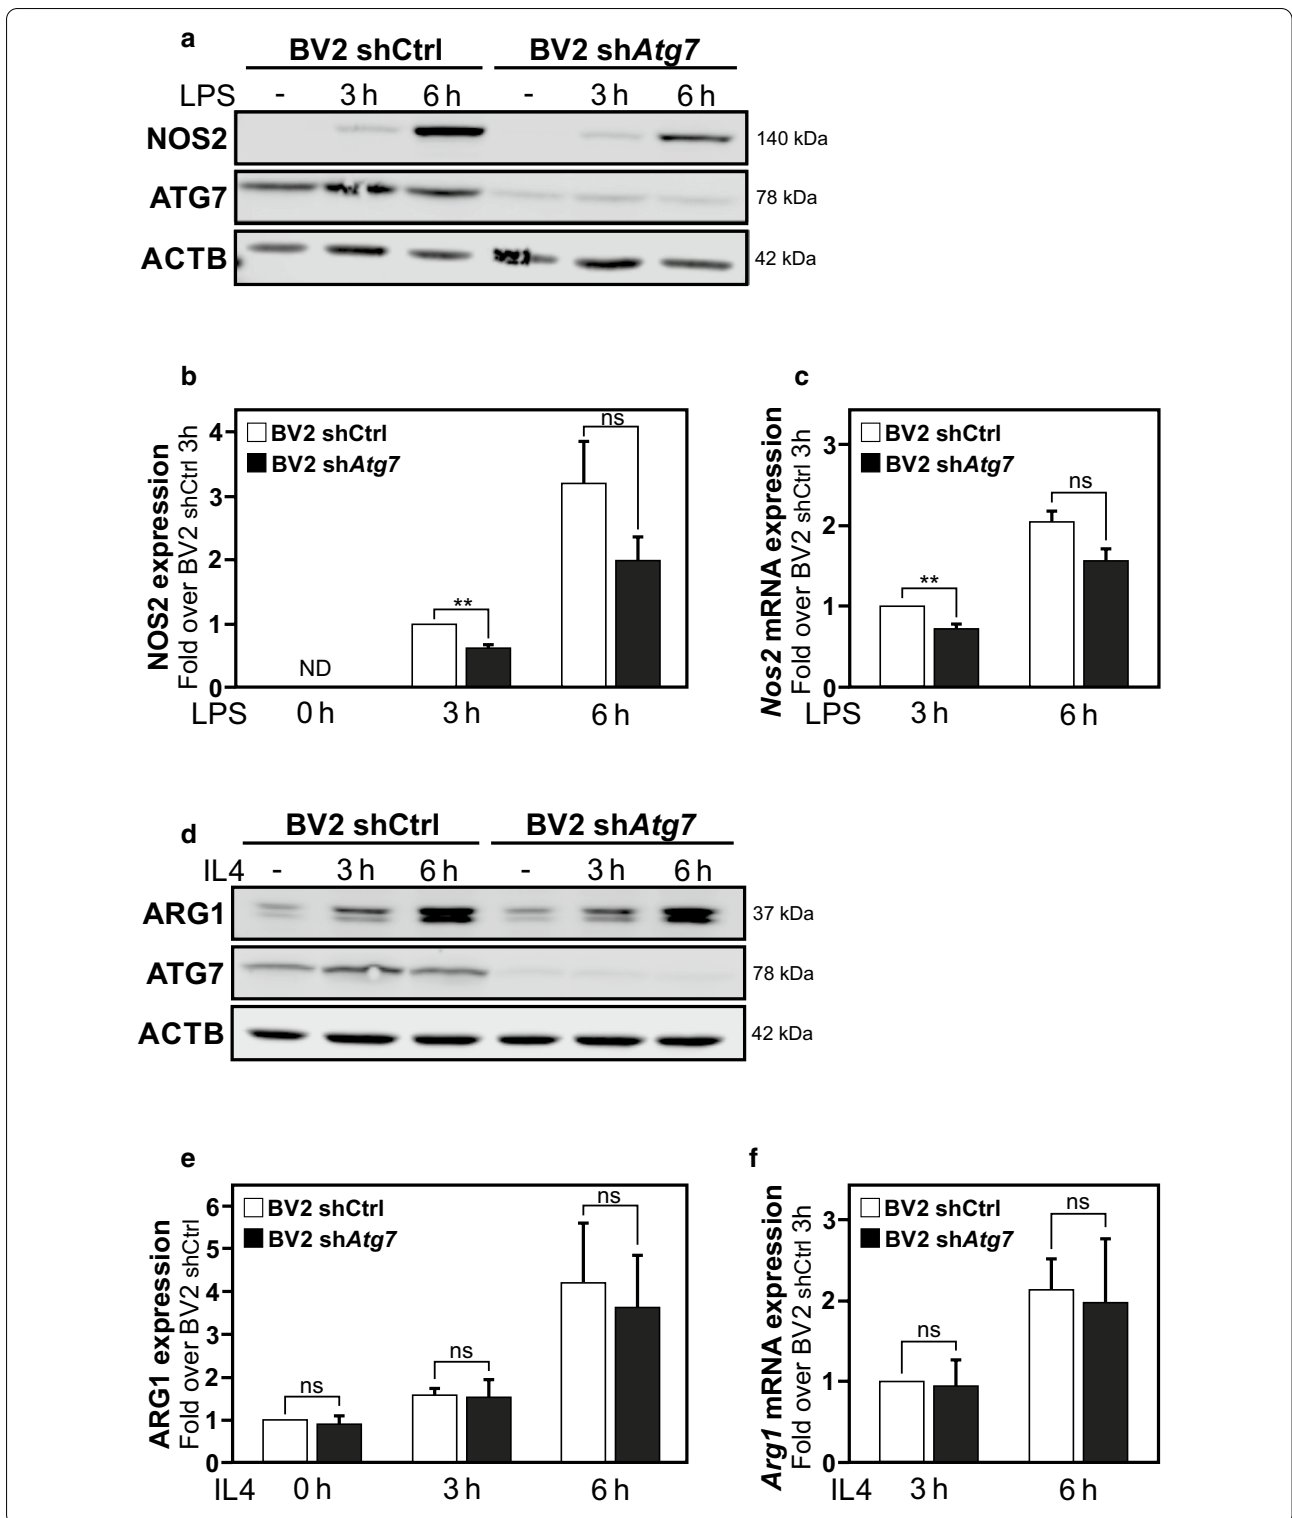 a
BV2 shCtrl BV2 shAtg7
LPS - 3 h 6 h - 3 h 6 h
NOS2 140 kDa
ATG7 78 kDa
ACTB 42 kDa
b
NOS2 expression
Fold over BV2 shCtrl 3h
BV2 shCtrl
BV2 shAtg7
4
3
2
1
0
ND
**
ns
LPS 0 h 3 h 6 h
c
Nos2 mRNA expression
Fold over BV2 shCtrl 3h
BV2 shCtrl
BV2 shAtg7
3
2
1
0
**
ns
LPS 3 h 6 h
d
BV2 shCtrl BV2 shAtg7
IL4 - 3 h 6 h - 3 h 6 h
ARG1 37 kDa
ATG7 78 kDa
ACTB 42 kDa
e
ARG1 expression
Fold over BV2 shCtrl
BV2 shCtrl
BV2 shAtg7
6
5
4
3
2
1
0
ns
ns
ns
IL4 0 h 3 h 6 h
f
Arg1 mRNA expression
Fold over BV2 shCtrl 3h
BV2 shCtrl
BV2 shAtg7
3
2
1
0
ns
ns
IL4 3 h 6 h